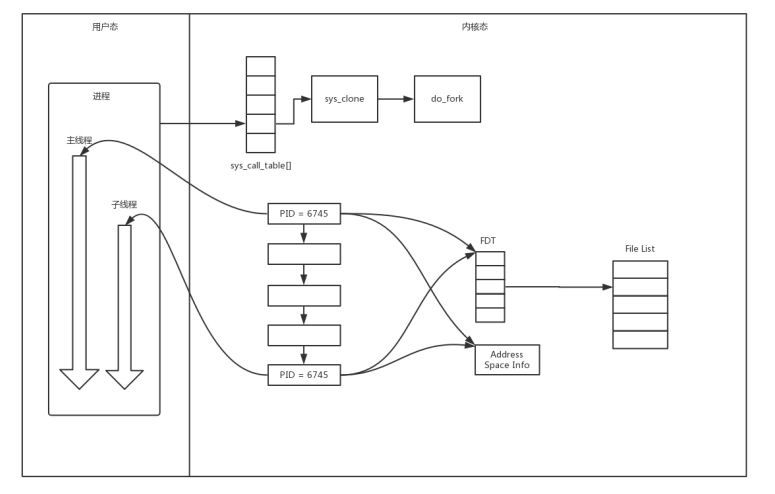 用户态
内核态
进程
sys_clone
do_fork
主线程
sys_call_table[]
子线程
PID = 6745
FDT
File List
Address
Space Info
PID = 6745